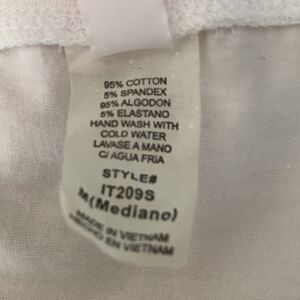 95% COTTON
5% SPANDEX
95% ALGODON
5% ELASTANO
HAND WASH WITH
COLD WATER
LAVASE A MANO
C/ AGUA FRIA
STYLE#
IT209S
M(Mediano)
MADE IN VIETNAM
HECHO EN VIETNAM